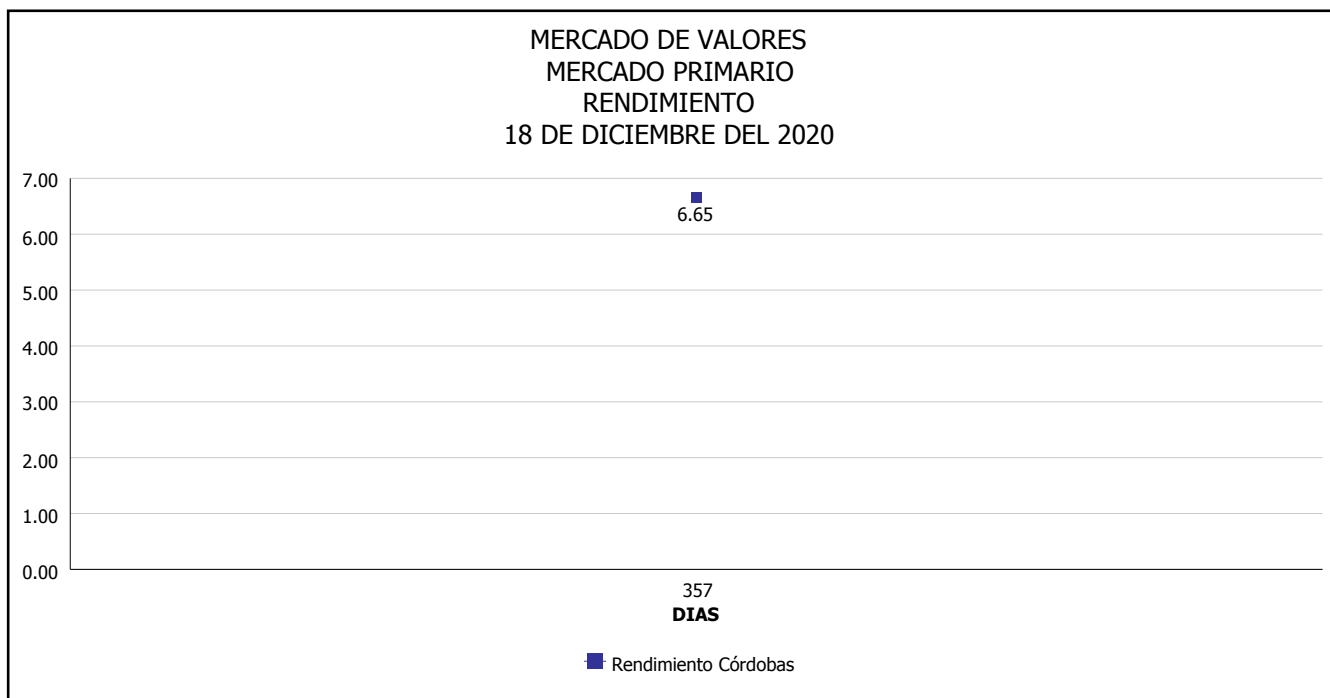 MERCADO DE VALORES
MERCADO PRIMARIO
RENDIMIENTO
18 DE DICIEMBRE DEL 2020
7.00
6.65
6.00
5.00
4.00
3.00
2.00
1.00
0.00
357
DIAS
Rendimiento Córdobas